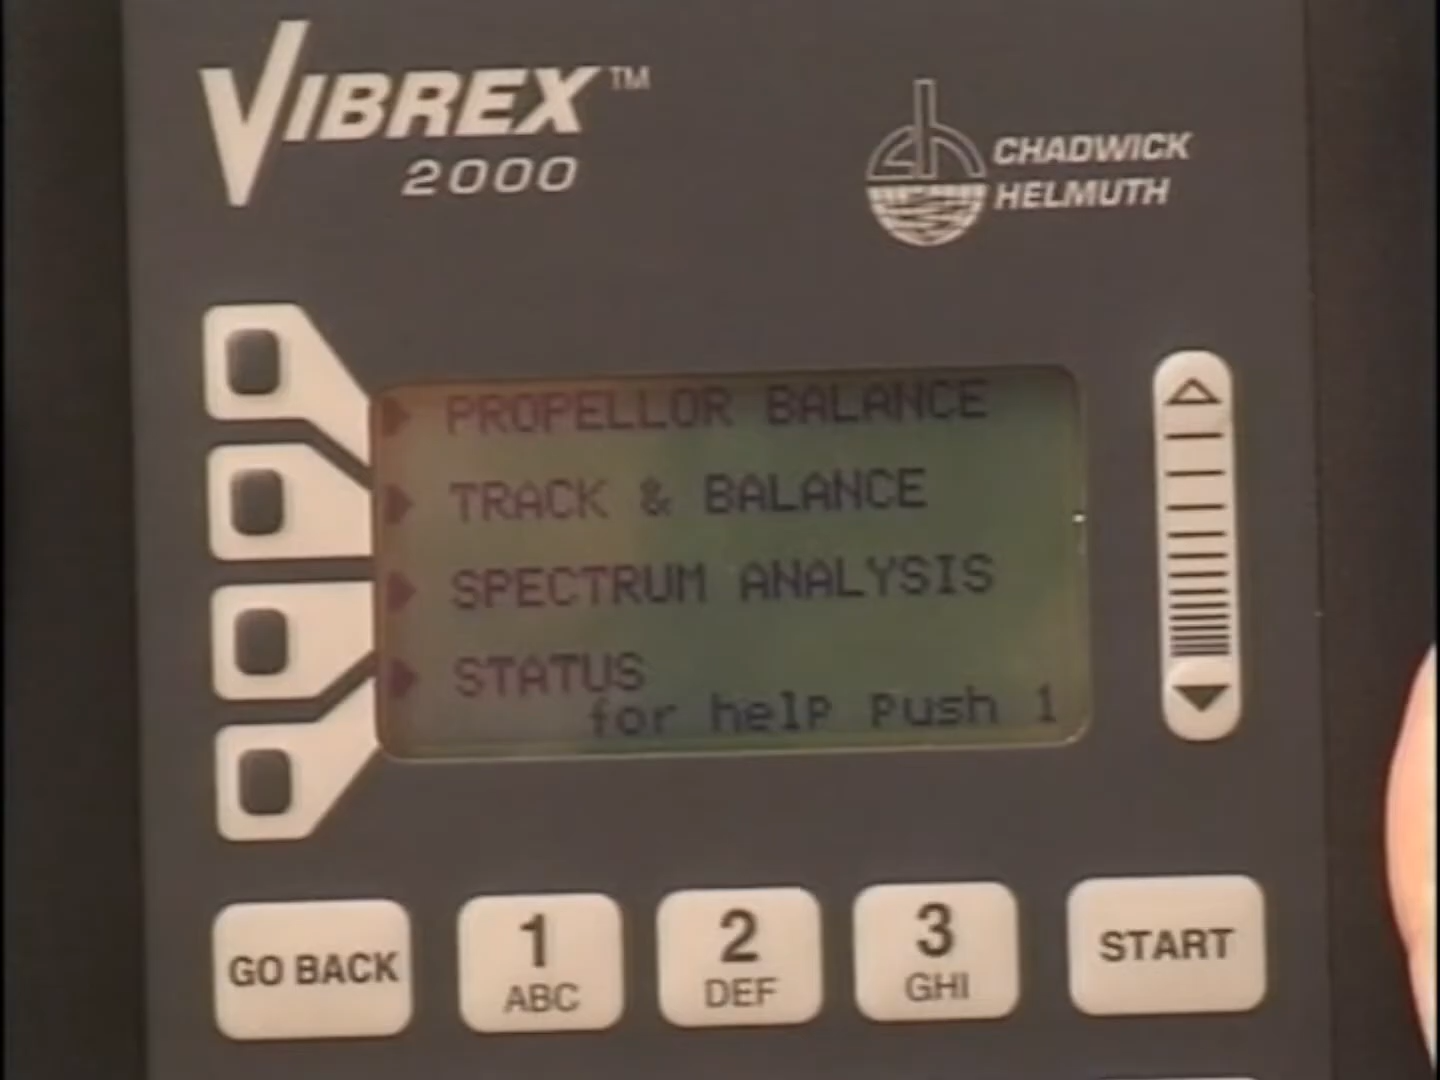 VIBREX™
2000
ch
CHADWICK
HELMUTH
PROPELLOR BALANCE
TRACK & BALANCE
SPECTRUM ANALYSIS
STATUS
for help push 1
GO BACK
1
ABC
2
DEF
3
GHI
START